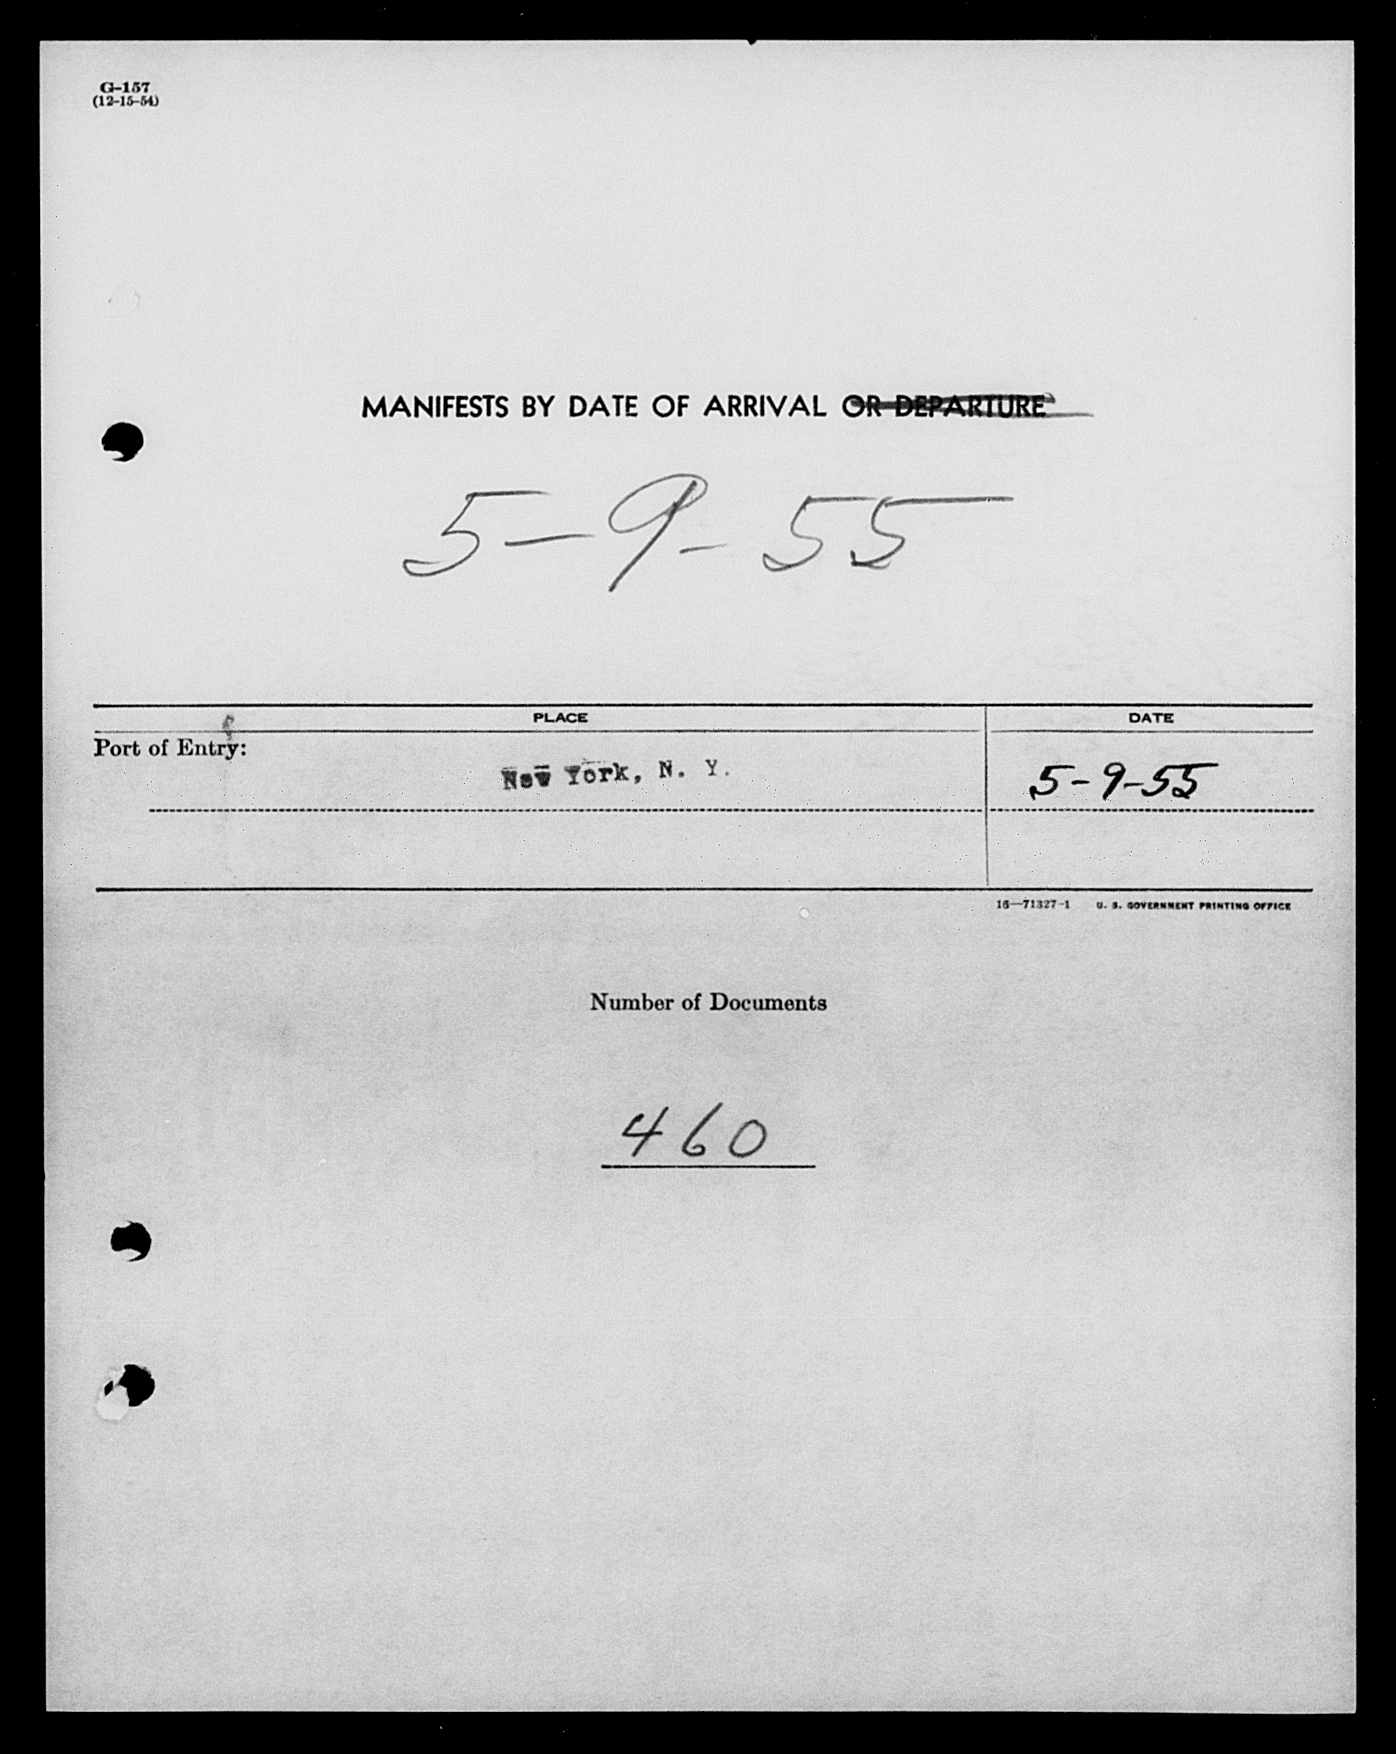 G-157
(12-15-54)
MANIFESTS BY DATE OF ARRIVAL OR DEPARTURE
5-9-55
PLACE
DATE
Port of Entry:
New York, N. Y.
5-9-55
16—71327-1 U. S. GOVERNMENT PRINTING OFFICE
Number of Documents
460